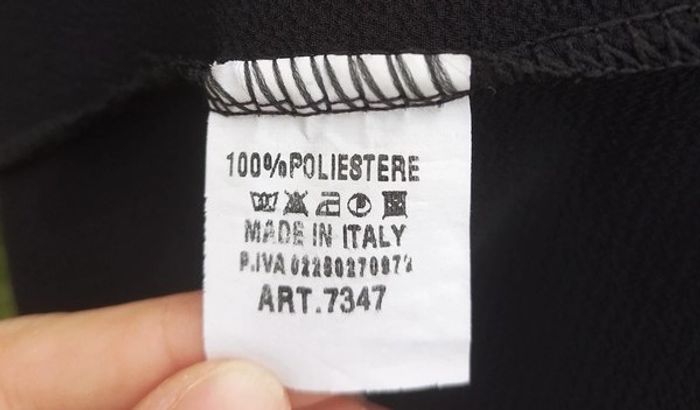 100%POLIESTERE
MADE IN ITALY
P.IVA
ART.7347